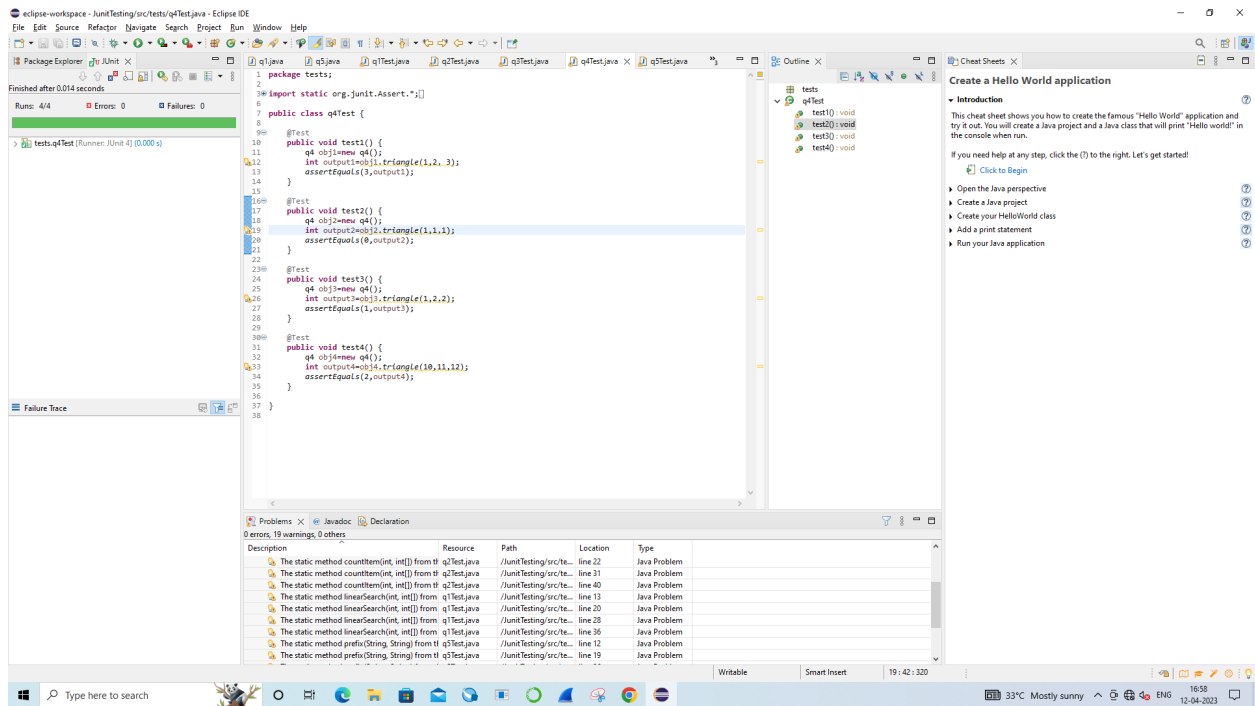 eclipse-workspace - JunitTesting/src/tests/q4Test.java - Eclipse IDE
File Edit Source Refactor Navigate Search Project Run Window Help
Package Explorer JUnit
Finished after 0.014 seconds
Runs: 4/4 Errors: 0 Failures: 0
tests.q4Test [Runner: JUnit 4] (0.000 s)
Failure Trace
q1.java q5.java q1Test.java q2Test.java q3Test.java q4Test.java q5Test.java
1 package tests;
2
3 import static org.junit.Assert.*;
6
7 public class q4Test {
8
9 @Test
10 public void test1() {
11 q4 obj1=new q4();
12 int output1=obj1.triangle(1,2, 3);
13 assertEquals(3,output1);
14 }
15
16 @Test
17 public void test2() {
18 q4 obj2=new q4();
19 int output2=obj2.triangle(1,1,1);
20 assertEquals(0,output2);
21 }
22
23 @Test
24 public void test3() {
25 q4 obj3=new q4();
26 int output3=obj3.triangle(1,2,2);
27 assertEquals(1,output3);
28 }
29
30 @Test
31 public void test4() {
32 q4 obj4=new q4();
33 int output4=obj4.triangle(10,11,12);
34 assertEquals(2,output4);
35 }
36
37 }
38
Outline
tests
q4Test
test1() : void
test2() : void
test3() : void
test4() : void
Cheat Sheets
Create a Hello World application
Introduction
This cheat sheet shows you how to create the famous "Hello World" application and
try it out. You will create a Java project and a Java class that will print "Hello world!" in
the console when run.
If you need help at any step, click the (?) to the right. Let's get started!
Click to Begin
Open the Java perspective
Create a Java project
Create your HelloWorld class
Add a print statement
Run your Java application
Problems Javadoc Declaration
0 errors, 19 warnings, 0 others
Description Resource Path Location Type
The static method countItem(int, int[]) from th q2Test.java /JunitTesting/src/te... line 22 Java Problem
The static method countItem(int, int[]) from th q2Test.java /JunitTesting/src/te... line 31 Java Problem
The static method countItem(int, int[]) from th q2Test.java /JunitTesting/src/te... line 40 Java Problem
The static method linearSearch(int, int[]) from q1Test.java /JunitTesting/src/te... line 13 Java Problem
The static method linearSearch(int, int[]) from q1Test.java /JunitTesting/src/te... line 20 Java Problem
The static method linearSearch(int, int[]) from q1Test.java /JunitTesting/src/te... line 28 Java Problem
The static method linearSearch(int, int[]) from q1Test.java /JunitTesting/src/te... line 36 Java Problem
The static method prefix(String, String) from th q5Test.java /JunitTesting/src/te... line 12 Java Problem
The static method prefix(String, String) from th q5Test.java /JunitTesting/src/te... line 19 Java Problem
Writable Smart Insert 19 : 42 : 320
Type here to search
33°C Mostly sunny ENG 16:58
12-04-2023